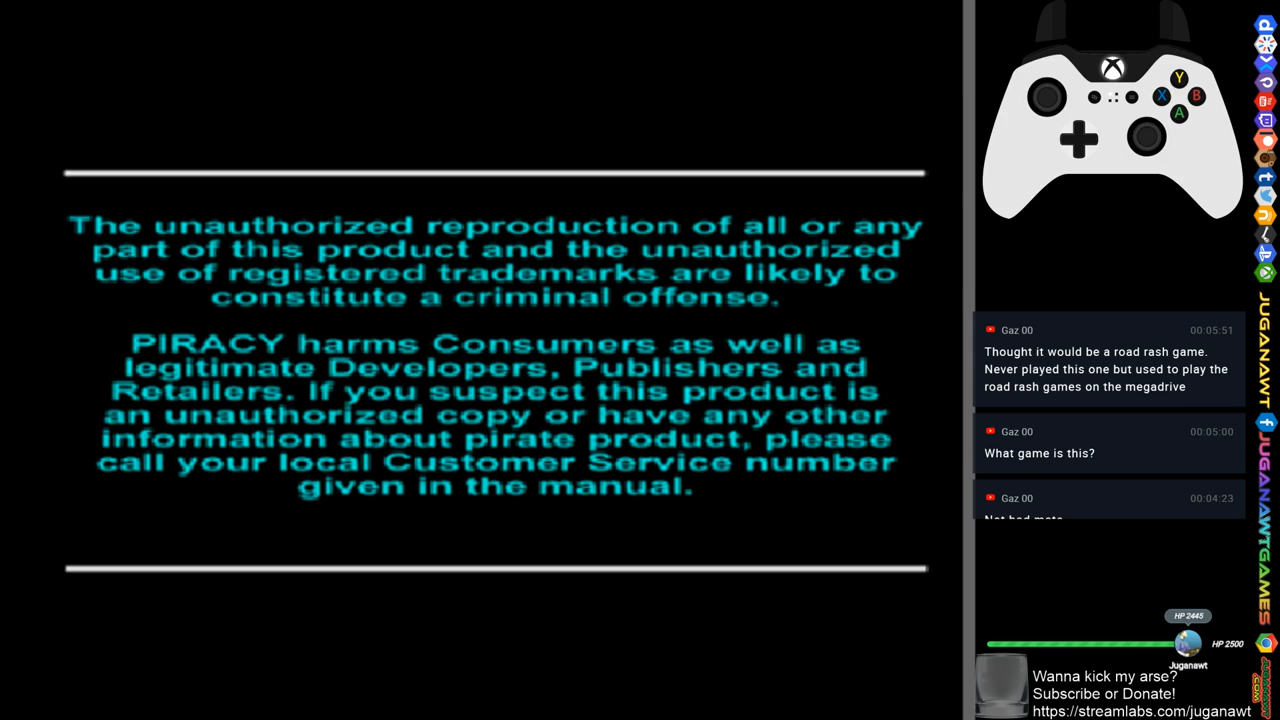 The unauthorized reproduction of all or any
part of this product and the unauthorized
use of registered trademarks are likely to
constitute a criminal offense.
PIRACY harms Consumers as well as
legitimate Developers, Publishers and
Retailers. If you suspect this product is
an unauthorized copy or have any other
information about pirate product, please
call your local Customer Service number
given in the manual.
Y
X
B
A
Gaz 00
00:05:51
Thought it would be a road rash game.
Never played this one but used to play the
road rash games on the megadrive
Gaz 00
00:05:00
What game is this?
Gaz 00
00:04:23
HP 2445
HP 2500
Juganawt
Wanna kick my arse?
Subscribe or Donate!
https://streamlabs.com/juganawt
JUGANAWT
JUGANAWTGAMES
JUGANAWT
.COM